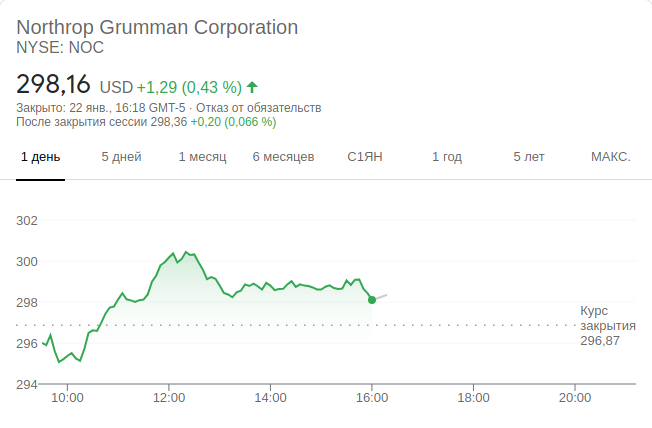 Northrop Grumman Corporation
NYSE: NOC
298,16 USD +1,29 (0,43 %)
Закрыто: 22 янв., 16:18 GMT-5 · Отказ от обязательств
После закрытия сессии 298,36 +0,20 (0,066 %)
1 день 5 дней 1 месяц 6 месяцев С1ЯН 1 год 5 лет МАКС.
302
300
298
Курс
закрытия
296,87
296
294
10:00 12:00 14:00 16:00 18:00 20:00